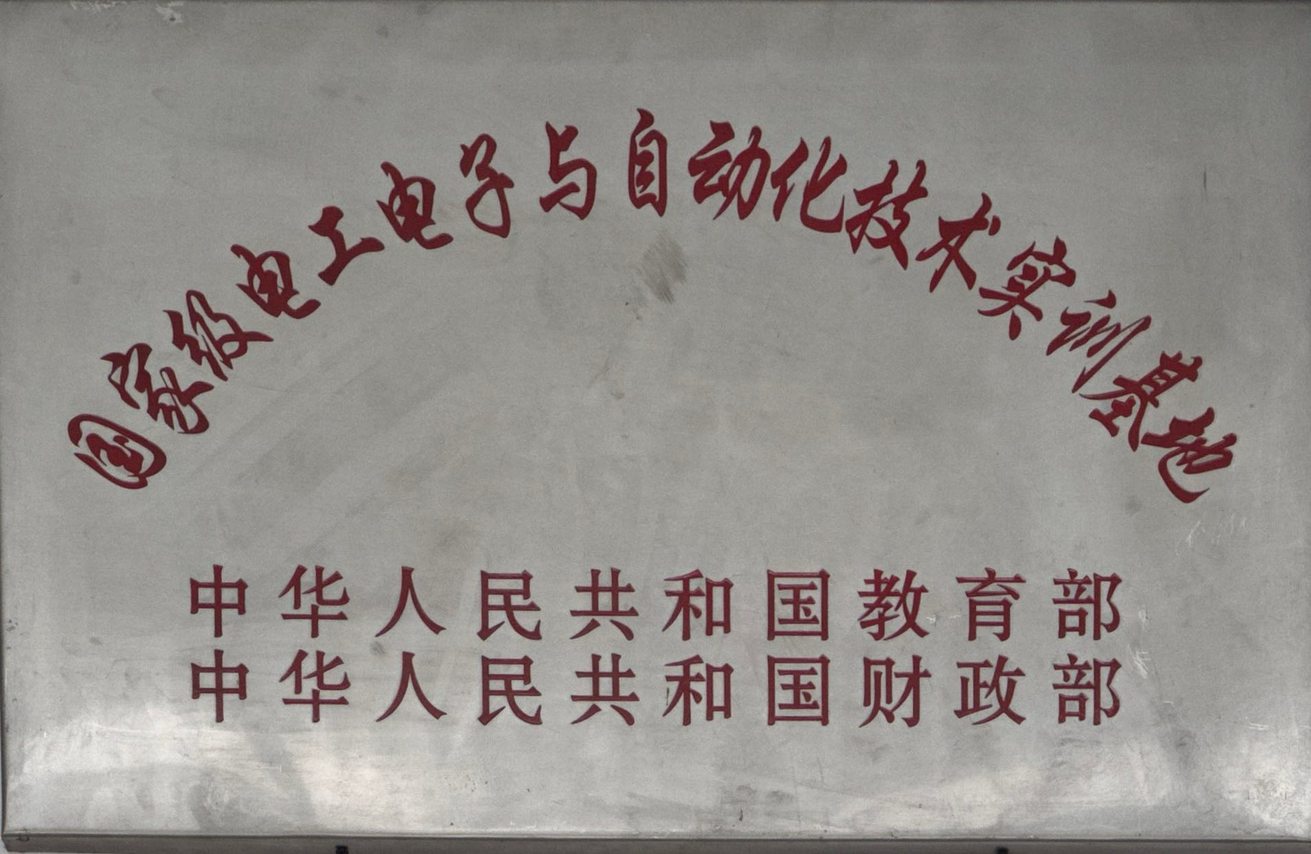 国家级电工电子与自动化技术实训基地
中华人民共和国教育部
中华人民共和国财政部